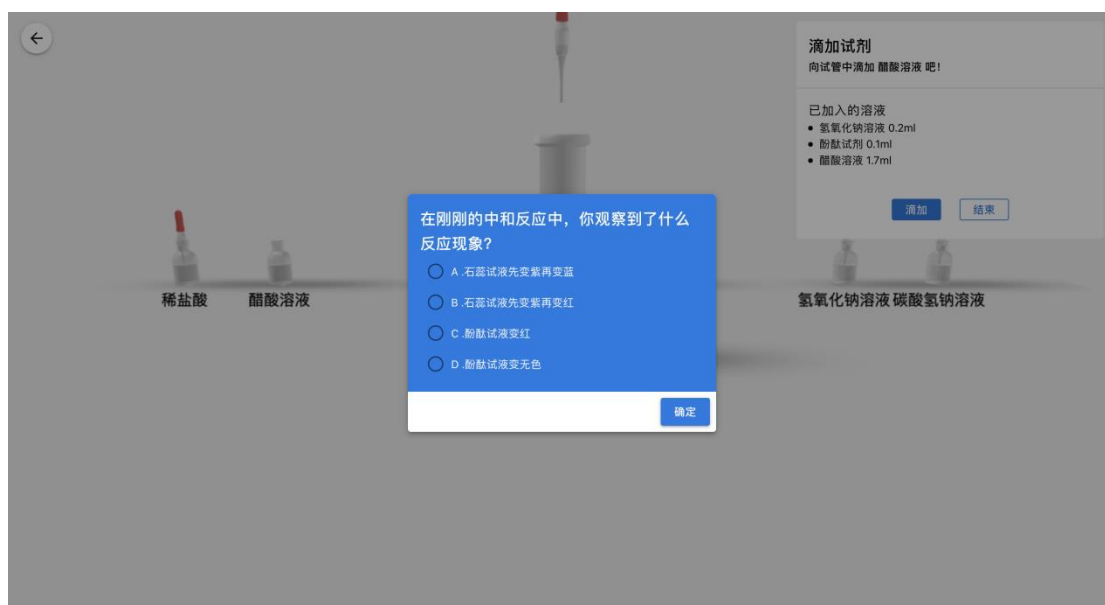 滴加试剂
向试管中滴加 醋酸溶液 吧！
已加入的溶液
氢氧化钠溶液 0.2ml
酚酞试剂 0.1ml
醋酸溶液 1.7ml
滴加 结束
在刚刚的中和反应中，你观察到了什么
反应现象？
A .石蕊试液先变紫再变蓝
B .石蕊试液先变紫再变红
C .酚酞试液变红
D .酚酞试液变无色
确定
稀盐酸 醋酸溶液 氢氧化钠溶液 碳酸氢钠溶液